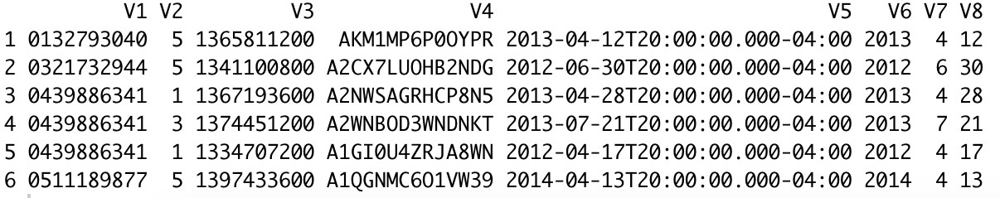 V1 V2 V3 V4 V5 V6 V7 V8
1 0132793040 5 1365811200 AKM1MP6P0OYPR 2013-04-12T20:00:00.000-04:00 2013 4 12
2 0321732944 5 1341100800 A2CX7LUOHB2NDG 2012-06-30T20:00:00.000-04:00 2012 6 30
3 0439886341 1 1367193600 A2NWSAGRHCP8N5 2013-04-28T20:00:00.000-04:00 2013 4 28
4 0439886341 3 1374451200 A2WNBOD3WNDNKT 2013-07-21T20:00:00.000-04:00 2013 7 21
5 0439886341 1 1334707200 A1GI0U4ZRJA8WN 2012-04-17T20:00:00.000-04:00 2012 4 17
6 0511189877 5 1397433600 A1QGNMC6O1VW39 2014-04-13T20:00:00.000-04:00 2014 4 13